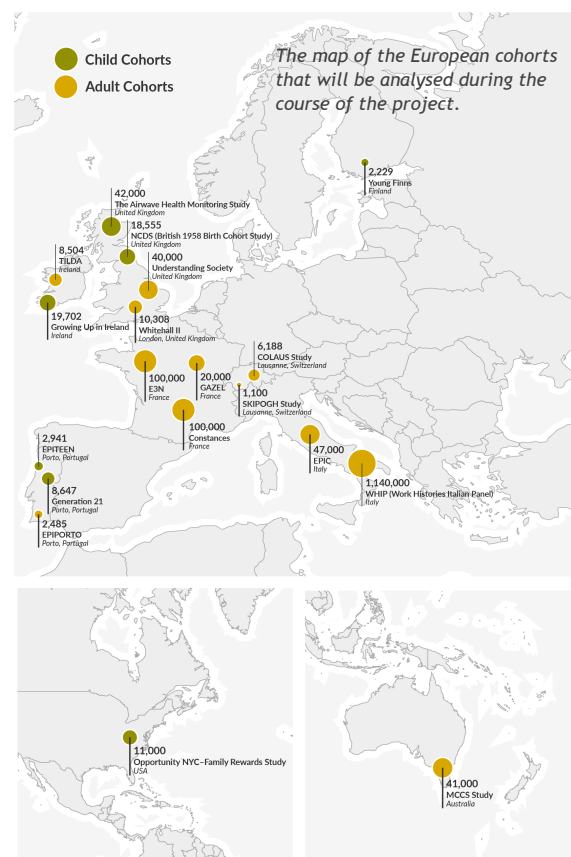 Child Cohorts
Adult Cohorts
The map of the European cohorts
that will be analysed during the
course of the project.
2,229
Young Finns
Finland
42,000
The Airwave Health Monitoring Study
United Kingdom
18,555
NCDS (British 1958 Birth Cohort Study)
United Kingdom
8,504
TILDA
Ireland
40,000
Understanding Society
United Kingdom
19,702
Growing Up in Ireland
Ireland
10,308
Whitehall II
London, United Kingdom
6,188
COLAUS Study
Lausanne, Switzerland
100,000
E3N
France
20,000
GAZEL
France
1,100
SKIPOGH Study
Lausanne, Switzerland
100,000
Constances
France
47,000
EPIC
Italy
1,140,000
WHIP (Work Histories Italian Panel)
Italy
2,941
EPITEEN
Porto, Portugal
8,647
Generation 21
Porto, Portugal
2,485
EPIPORTO
Porto, Portugal
11,000
Opportunity NYC–Family Rewards Study
USA
41,000
MCCS Study
Australia